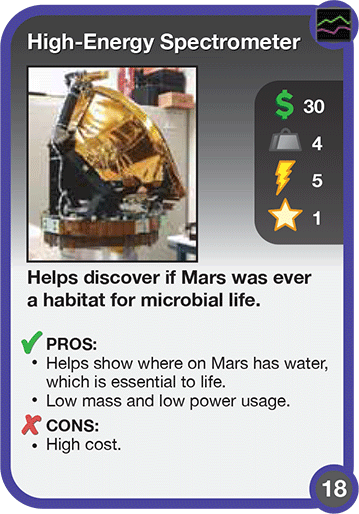 High-Energy Spectrometer
$ 30
4
5
1
Helps discover if Mars was ever
a habitat for microbial life.
PROS:
• Helps show where on Mars has water,
which is essential to life.
• Low mass and low power usage.
CONS:
• High cost.
18